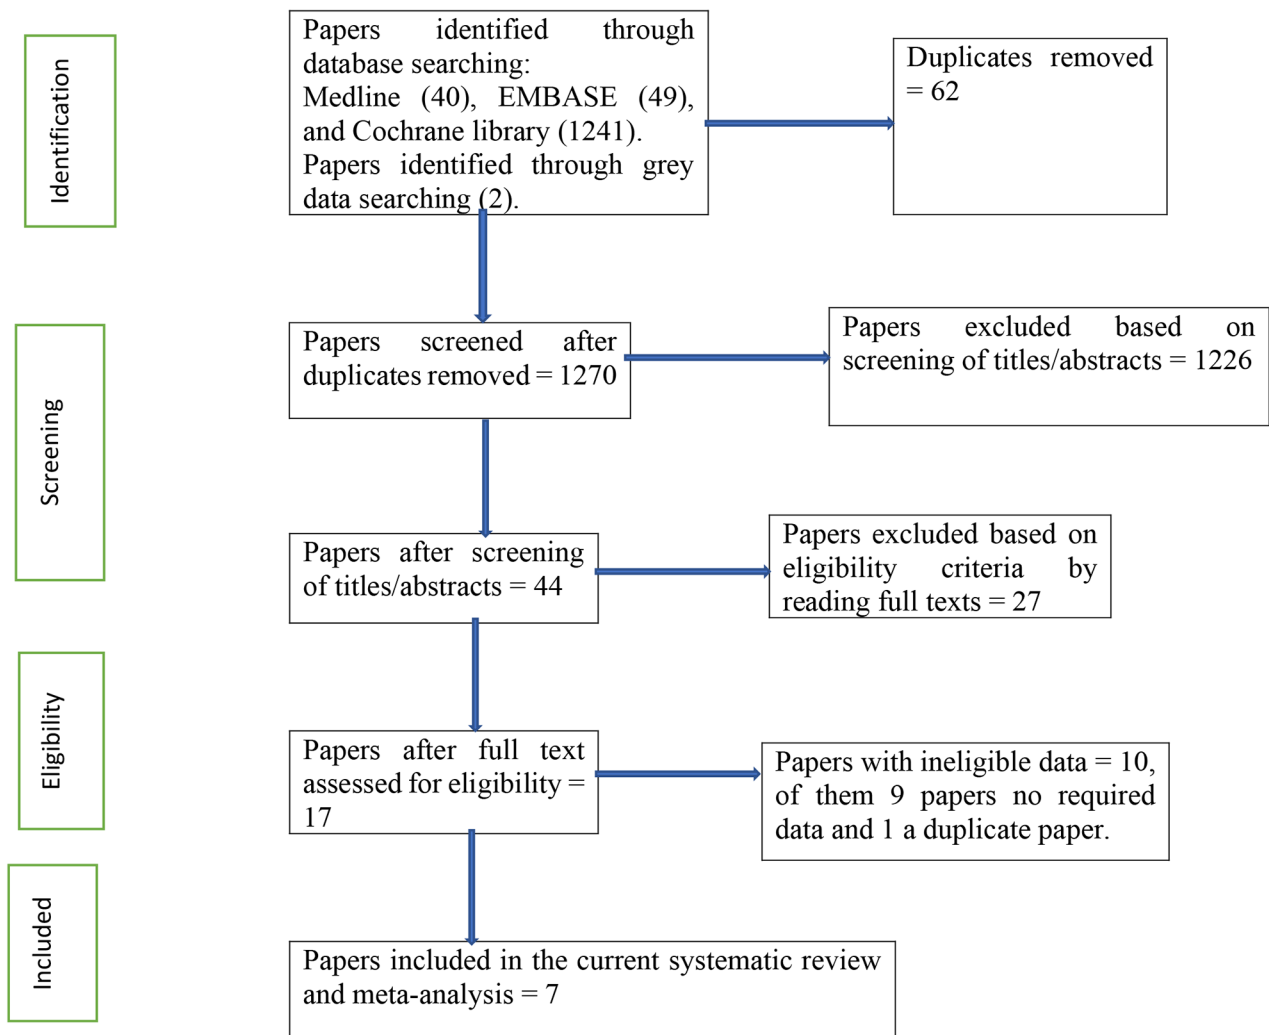 Identification
Papers identified through
database searching:
Medline (40), EMBASE (49),
and Cochrane library (1241).
Papers identified through grey
data searching (2).
Duplicates removed
= 62
Screening
Papers screened after
duplicates removed = 1270
Papers excluded based on
screening of titles/abstracts = 1226
Papers after screening
of titles/abstracts = 44
Papers excluded based on
eligibility criteria by
reading full texts = 27
Eligibility
Papers after full text
assessed for eligibility =
17
Papers with ineligible data = 10,
of them 9 papers no required
data and 1 a duplicate paper.
Included
Papers included in the current systematic review
and meta-analysis = 7